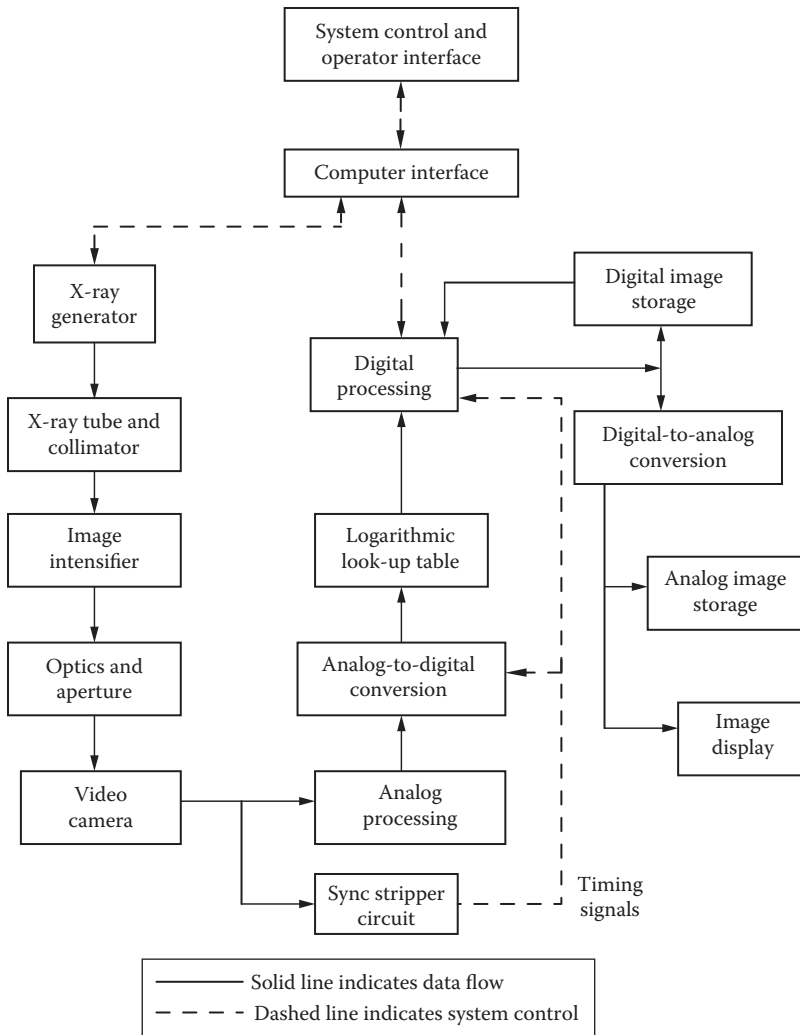 System control and
operator interface
Computer interface
X-ray
generator
Digital image
storage
Digital
processing
X-ray tube and
collimator
Digital-to-analog
conversion
Image
intensifier
Logarithmic
look-up table
Analog image
storage
Optics and
aperture
Analog-to-digital
conversion
Image
display
Video
camera
Analog
processing
Sync stripper
circuit
Timing
signals
Solid line indicates data flow
Dashed line indicates system control